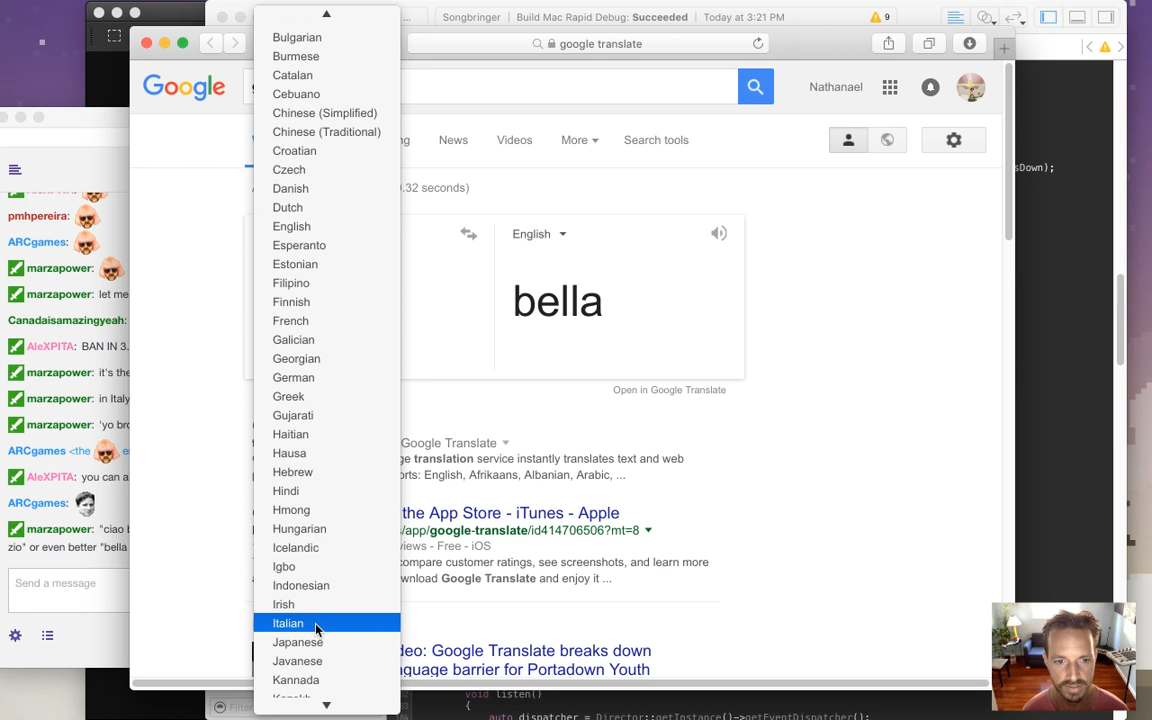 Songbringer | Build Mac Rapid Debug: Succeeded | Today at 3:21 PM
9
google translate
Google
Nathanael
News
Videos
More
Search tools
.32 seconds)
sDown);
English
bella
Open in Google Translate
Google Translate
translation service instantly translates text and web
English, Afrikaans, Albanian, Arabic, ...
the App Store - iTunes - Apple
/app/google-translate/id414706506?mt=8
- Free - iOS
compare customer ratings, see screenshots, and learn more
Google Translate and enjoy it ...
Google Translate breaks down
barrier for Portadown Youth
Bulgarian
Burmese
Catalan
Cebuano
Chinese (Simplified)
Chinese (Traditional)
Croatian
Czech
Danish
Dutch
English
Esperanto
Estonian
Filipino
Finnish
French
Galician
Georgian
German
Greek
Gujarati
Haitian
Hausa
Hebrew
Hindi
Hmong
Hungarian
Icelandic
Igbo
Indonesian
Irish
Italian
Japanese
Javanese
Kannada
pmhpereira:
ARCgames:
marzapower:
marzapower: let me
Canadaisamazingyeah:
AleXPITA: BAN IN 3.
marzapower: it's the
marzapower: in Italy
marzapower: 'yo bro
ARCgames <the
AleXPITA: you can a
ARCgames:
marzapower: "ciao b
zio" or even better "bella
Send a message
Filter
void listen()
{
auto dispatcher = Director::getInstance()->getEventDispatcher();